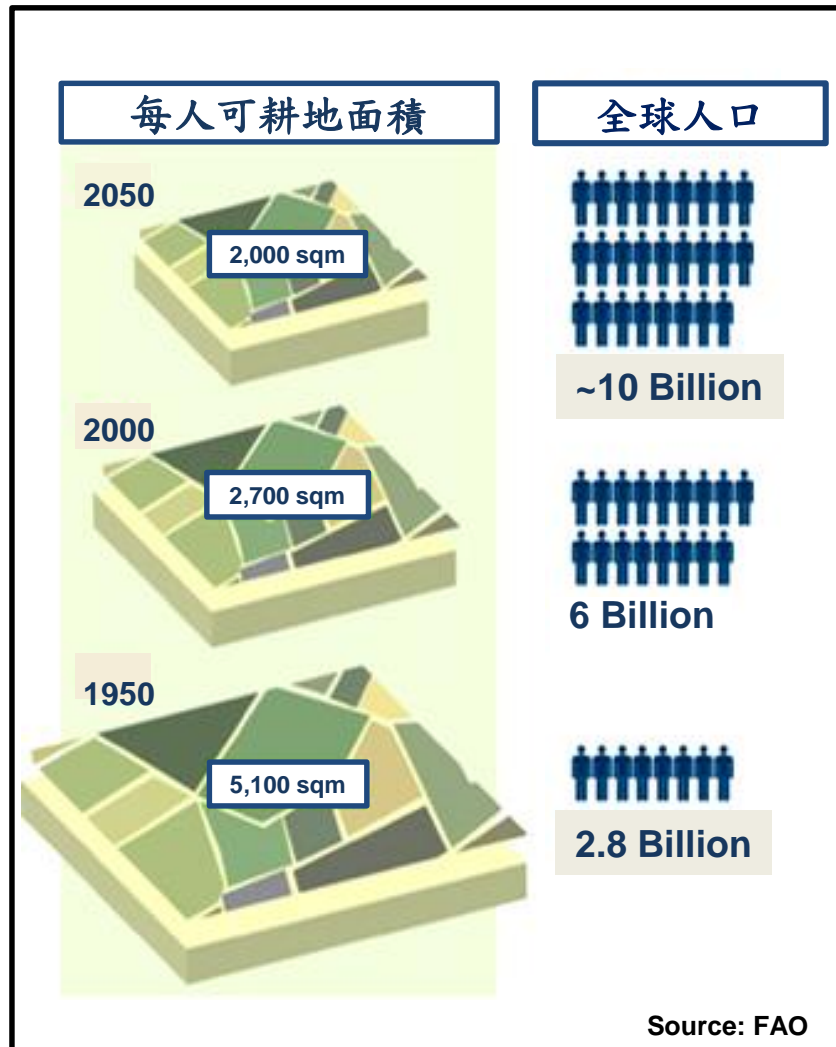 每人可耕地面積
全球人口
2050
2,000 sqm
~10 Billion
2000
2,700 sqm
6 Billion
1950
5,100 sqm
2.8 Billion
Source: FAO